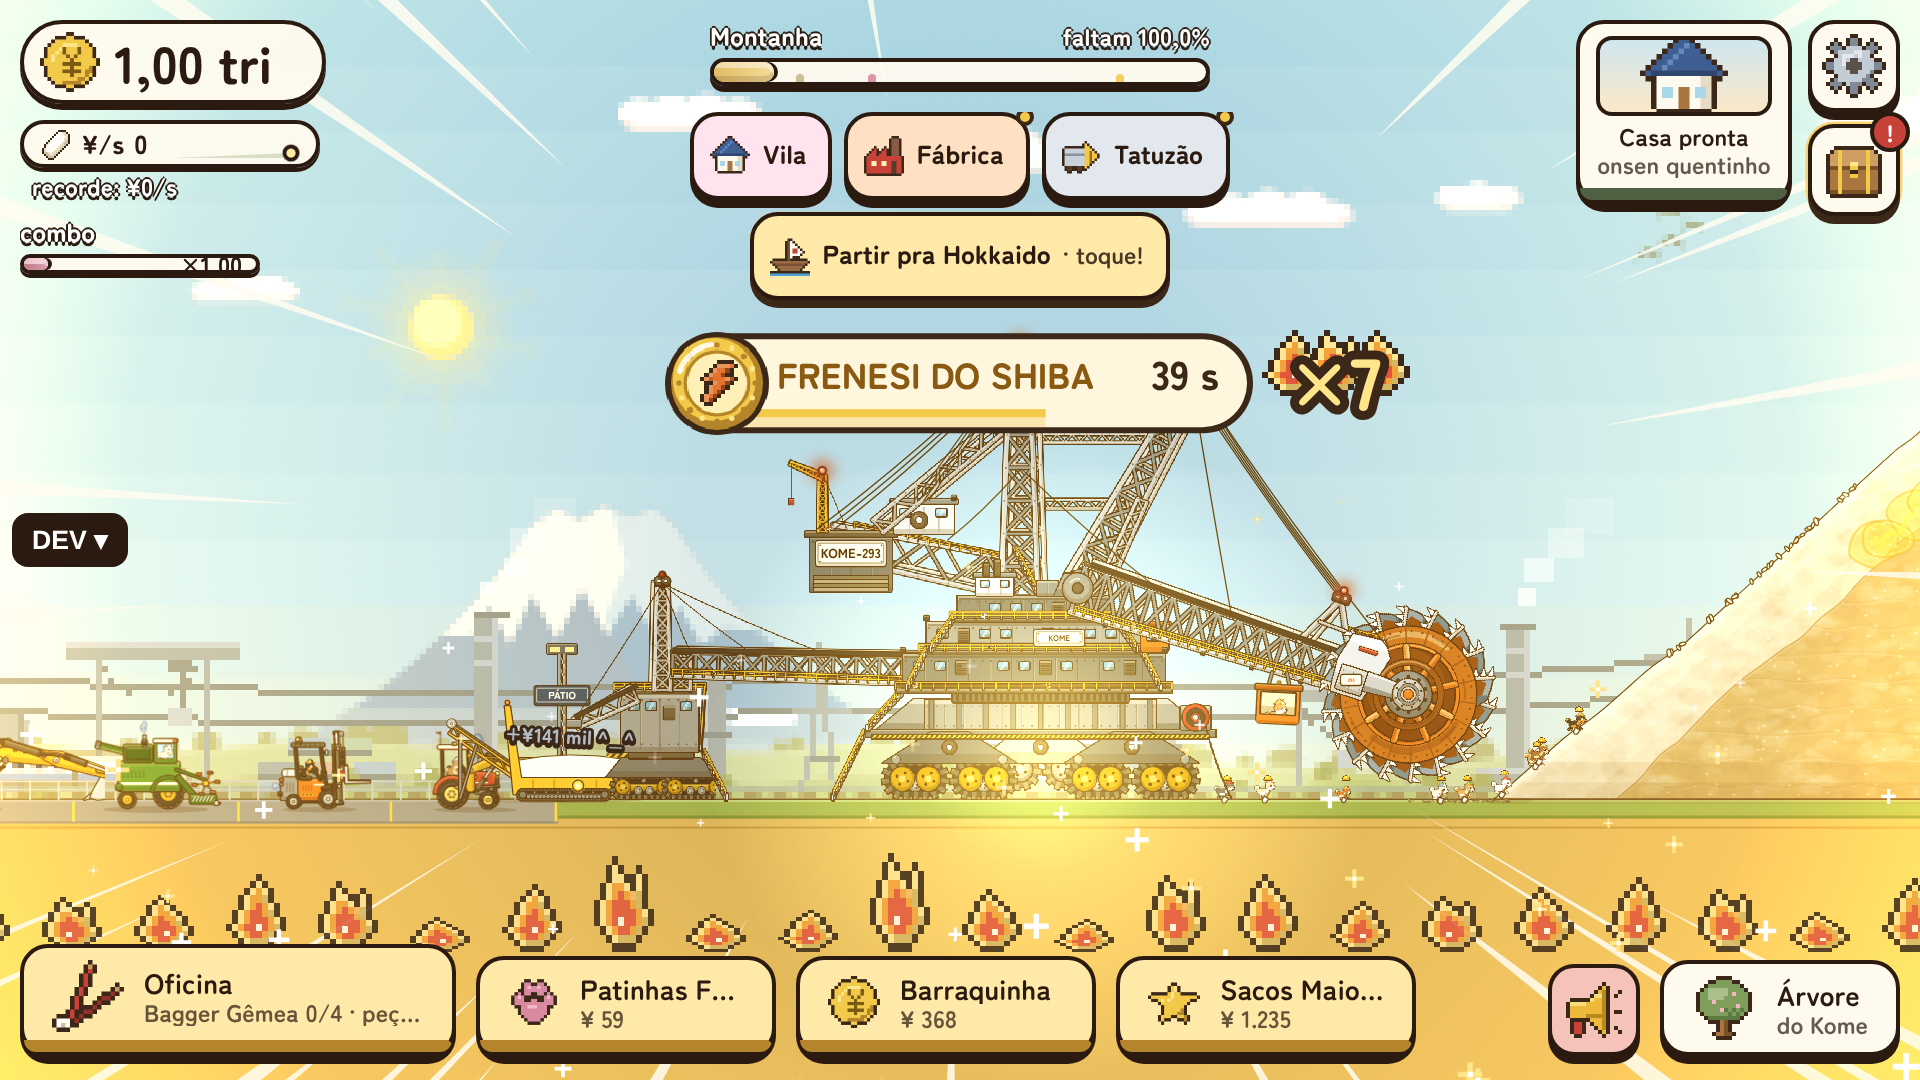 1,00 tri
¥/s 0
recorde: ¥0/s
combo
×1,00
Montanha
faltam 100,0%
Vila
Fábrica
Tatuzão
Partir pra Hokkaido · toque!
Casa pronta
onsen quentinho
!
FRENESI DO SHIBA 39 s
×7
DEV ▾
KOME-293
KOME
PÁTIO
+¥141 mil ^_^
Oficina
Bagger Gêmea 0/4 · peç...
Patinhas F...
¥ 59
Barraquinha
¥ 368
Sacos Maio...
¥ 1.235
Árvore
do Kome